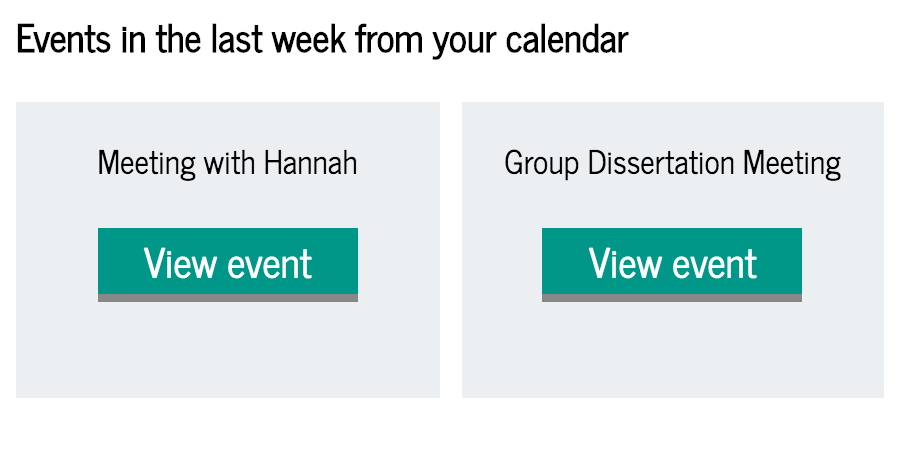 Events in the last week from your calendar
Meeting with Hannah
View event
Group Dissertation Meeting
View event